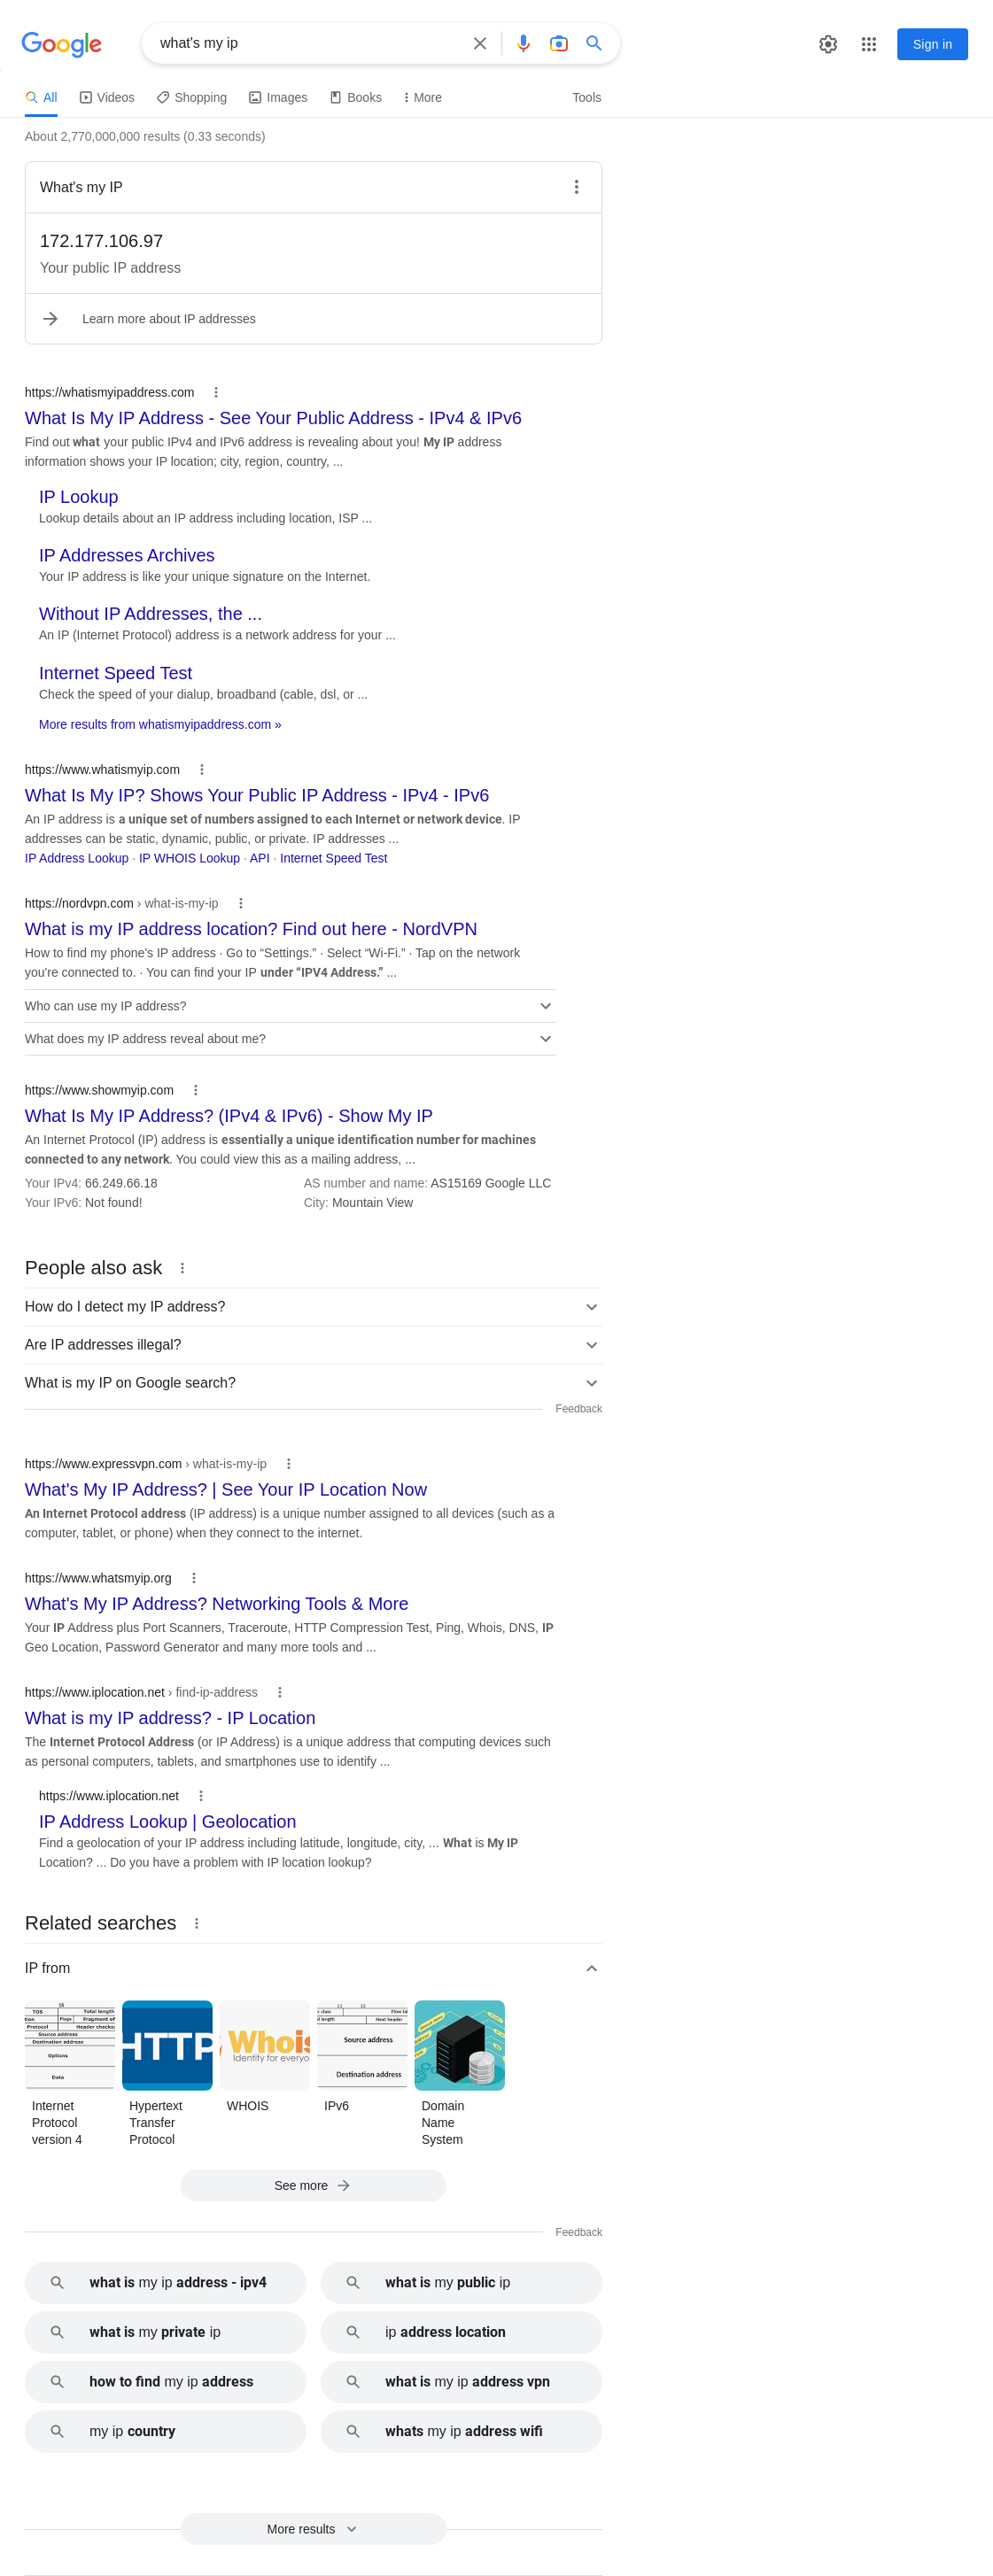 Google
what's my ip
Sign in
All
Videos
Shopping
Images
Books
More
Tools
About 2,770,000,000 results (0.33 seconds)
What's my IP
172.177.106.97
Your public IP address
Learn more about IP addresses
https://whatismyipaddress.com
What Is My IP Address - See Your Public Address - IPv4 & IPv6
Find out what your public IPv4 and IPv6 address is revealing about you! My IP address
information shows your IP location; city, region, country, ...
IP Lookup
Lookup details about an IP address including location, ISP ...
IP Addresses Archives
Your IP address is like your unique signature on the Internet.
Without IP Addresses, the ...
An IP (Internet Protocol) address is a network address for your ...
Internet Speed Test
Check the speed of your dialup, broadband (cable, dsl, or ...
More results from whatismyipaddress.com »
https://www.whatismyip.com
What Is My IP? Shows Your Public IP Address - IPv4 - IPv6
An IP address is a unique set of numbers assigned to each Internet or network device. IP
addresses can be static, dynamic, public, or private. IP addresses ...
IP Address Lookup · IP WHOIS Lookup · API · Internet Speed Test
https://nordvpn.com › what-is-my-ip
What is my IP address location? Find out here - NordVPN
How to find my phone's IP address · Go to “Settings.” · Select “Wi-Fi.” · Tap on the network
you're connected to. · You can find your IP under “IPV4 Address.” ...
Who can use my IP address?
What does my IP address reveal about me?
https://www.showmyip.com
What Is My IP Address? (IPv4 & IPv6) - Show My IP
An Internet Protocol (IP) address is essentially a unique identification number for machines
connected to any network. You could view this as a mailing address, ...
Your IPv4: 66.249.66.18
AS number and name: AS15169 Google LLC
Your IPv6: Not found!
City: Mountain View
People also ask
How do I detect my IP address?
Are IP addresses illegal?
What is my IP on Google search?
Feedback
https://www.expressvpn.com › what-is-my-ip
What's My IP Address? | See Your IP Location Now
An Internet Protocol address (IP address) is a unique number assigned to all devices (such as a
computer, tablet, or phone) when they connect to the internet.
https://www.whatsmyip.org
What's My IP Address? Networking Tools & More
Your IP Address plus Port Scanners, Traceroute, HTTP Compression Test, Ping, Whois, DNS, IP
Geo Location, Password Generator and many more tools and ...
https://www.iplocation.net › find-ip-address
What is my IP address? - IP Location
The Internet Protocol Address (or IP Address) is a unique address that computing devices such
as personal computers, tablets, and smartphones use to identify ...
https://www.iplocation.net
IP Address Lookup | Geolocation
Find a geolocation of your IP address including latitude, longitude, city, ... What is My IP
Location? ... Do you have a problem with IP location lookup?
Related searches
IP from
16
TOS
Total length
Flags
Fragment of
Protocol
Header checksu
Source address
Destination address
Options
Data
HTTP
Whois
Identity for everyo
Source address
Next header
Destination address
Internet
Protocol
version 4
Hypertext
Transfer
Protocol
WHOIS
IPv6
Domain
Name
System
See more
Feedback
what is my ip address - ipv4
what is my public ip
what is my private ip
ip address location
how to find my ip address
what is my ip address vpn
my ip country
whats my ip address wifi
More results